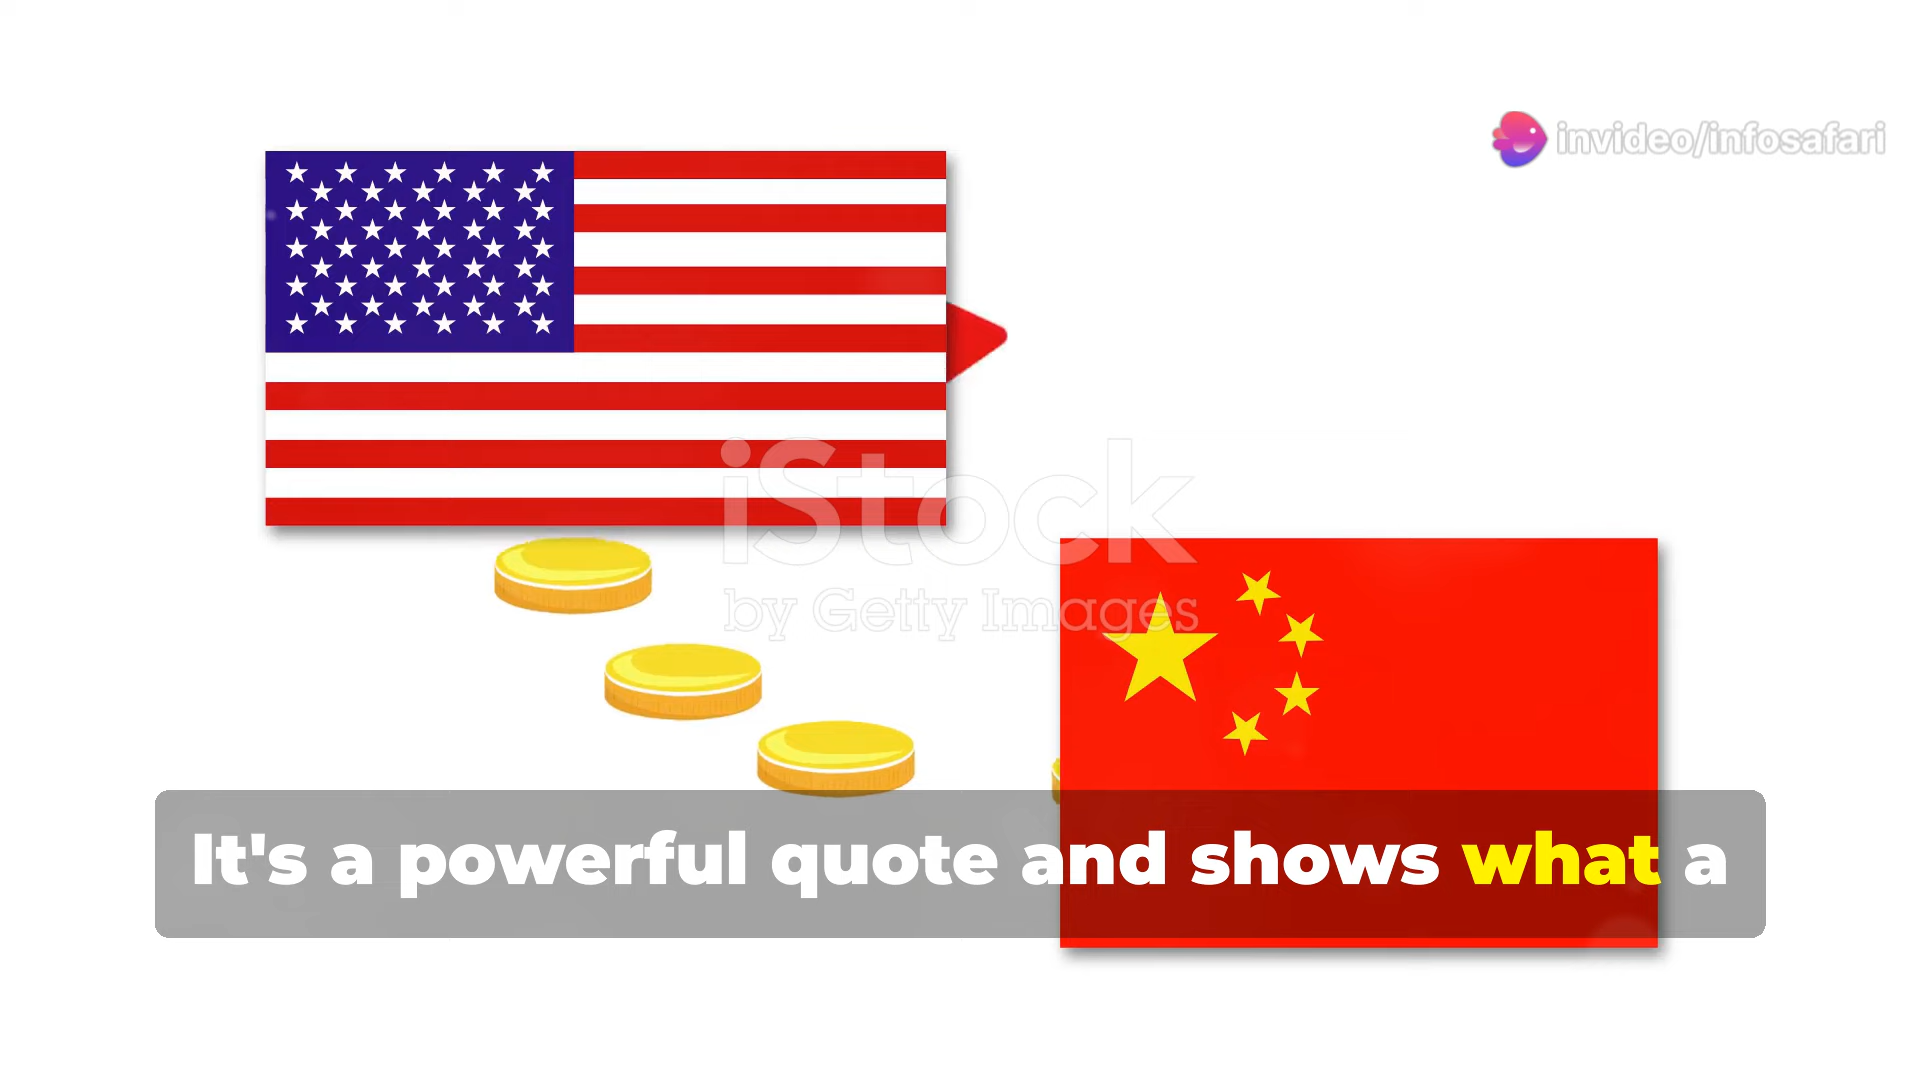 invideo/infosafari
iStock
by Getty Images
It's a powerful quote and shows what a